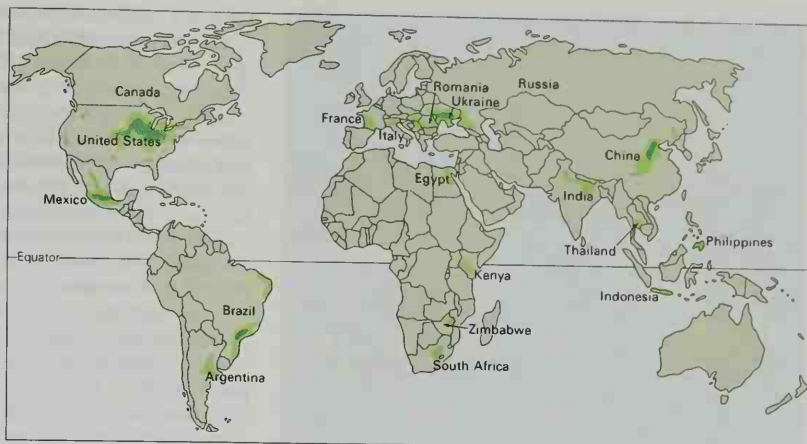 Canada
United States
Mexico
Equator
Brazil
Argentina
France
Italy
Romania
Ukraine
Russia
Egypt
Kenya
Zimbabwe
South Africa
China
India
Thailand
Philippines
Indonesia